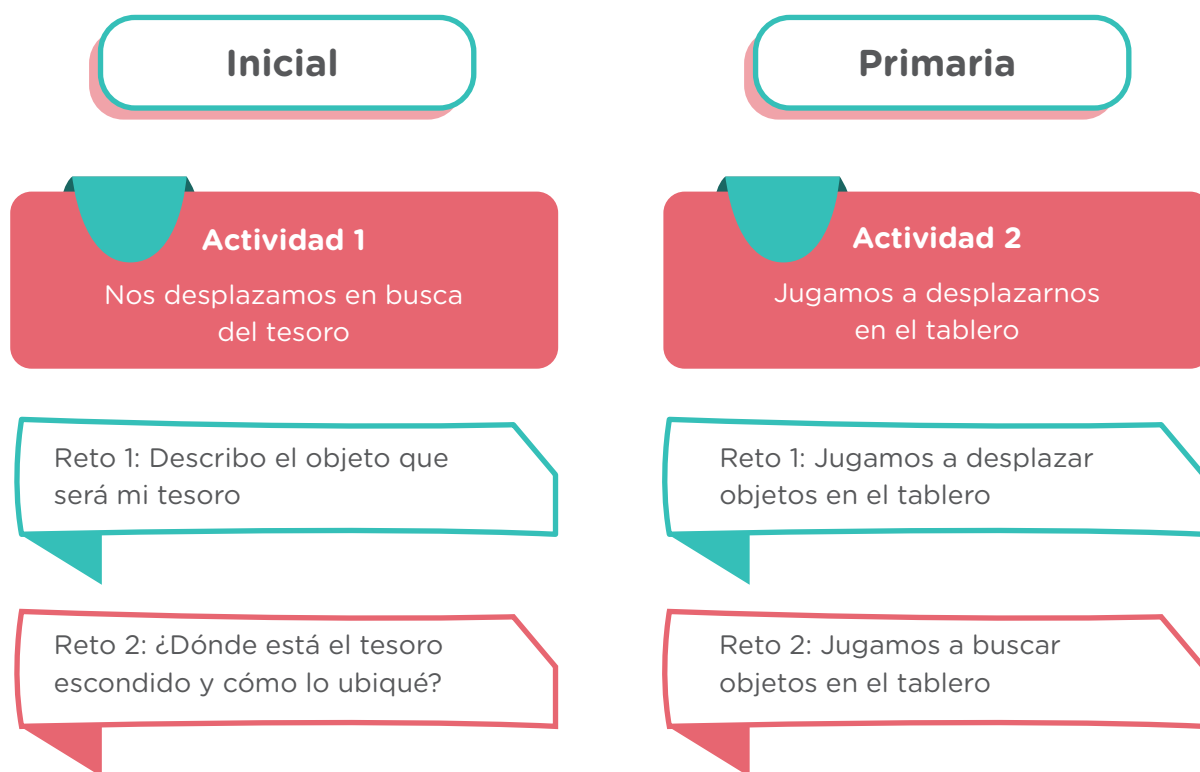 Inicial
Actividad 1
Nos desplazamos en busca
del tesoro
Reto 1: Describo el objeto que
será mi tesoro
Reto 2: ¿Dónde está el tesoro
escondido y cómo lo ubiqué?
Primaria
Actividad 2
Jugamos a desplazarnos
en el tablero
Reto 1: Jugamos a desplazar
objetos en el tablero
Reto 2: Jugamos a buscar
objetos en el tablero